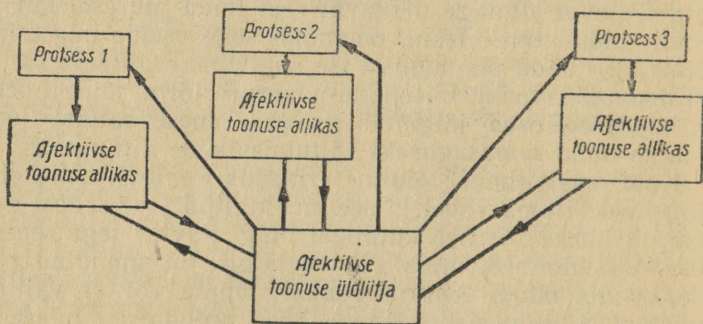 Protsess 1
Protsess 2
Protsess 3
Afektiivse
toonuse allikas
Afektiivse
toonuse
allikas
Afektiivse
toonuse allikas
Afektiivse
toonuse üldliitja